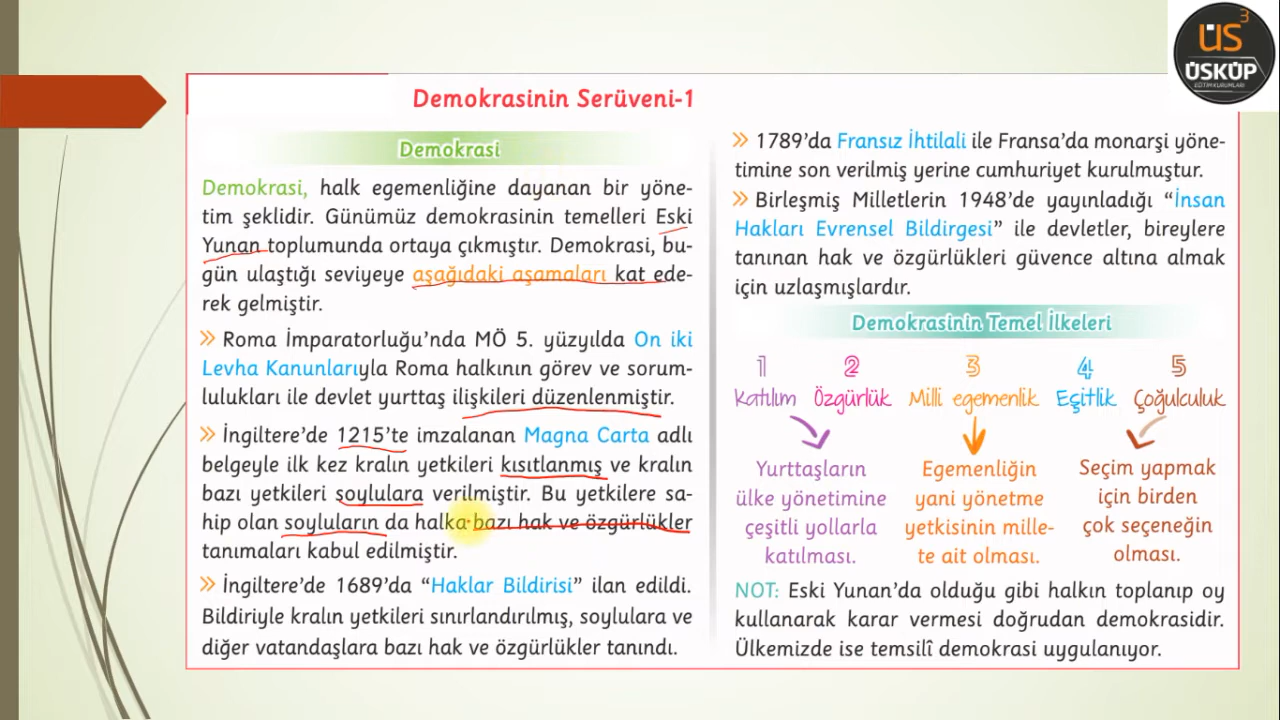 ÜS 3
ÜSKÜP
EĞİTİM KURUMLARI
Demokrasinin Serüveni-1
Demokrasi
Demokrasi, halk egemenliğine dayanan bir yöne-
tim şeklidir. Günümüz demokrasinin temelleri Eski
Yunan toplumunda ortaya çıkmıştır. Demokrasi, bu-
gün ulaştığı seviyeye aşağıdaki aşamaları kat ede-
rek gelmiştir.
>> Roma İmparatorluğu'nda MÖ 5. yüzyılda On iki
Levha Kanunlarıyla Roma halkının görev ve sorum-
lulukları ile devlet yurttaş ilişkileri düzenlenmiştir.
>> İngiltere'de 1215'te imzalanan Magna Carta adlı
belgeyle ilk kez kralın yetkileri kısıtlanmış ve kralın
bazı yetkileri soylulara verilmiştir. Bu yetkilere sa-
hip olan soyluların da halka bazı hak ve özgürlükler
tanımaları kabul edilmiştir.
>> İngiltere'de 1689'da “Haklar Bildirisi” ilan edildi.
Bildiriyle kralın yetkileri sınırlandırılmış, soylulara ve
diğer vatandaşlara bazı hak ve özgürlükler tanındı.
>> 1789'da Fransız İhtilali ile Fransa'da monarşi yöne-
timine son verilmiş yerine cumhuriyet kurulmuştur.
>> Birleşmiş Milletlerin 1948'de yayınladığı “İnsan
Hakları Evrensel Bildirgesi” ile devletler, bireylere
tanınan hak ve özgürlükleri güvence altına almak
için uzlaşmışlardır.
Demokrasinin Temel İlkeleri
1 2 3 4 5
Katılım Özgürlük Milli egemenlik Eşitlik Çoğulculuk
Yurttaşların
ülke yönetimine
çeşitli yollarla
katılması.
Egemenliğin
yani yönetme
yetkisinin mille-
te ait olması.
Seçim yapmak
için birden
çok seçeneğin
olması.
NOT: Eski Yunan'da olduğu gibi halkın toplanıp oy
kullanarak karar vermesi doğrudan demokrasidir.
Ülkemizde ise temsilî demokrasi uygulanıyor.